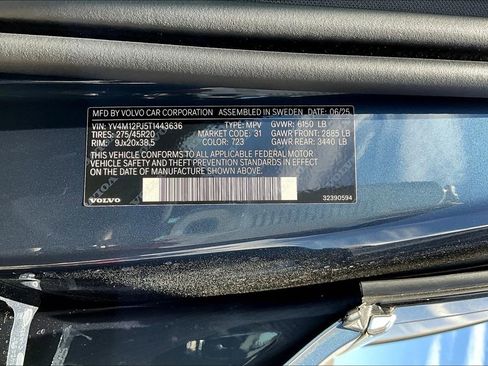 MFD BY VOLVO CAR CORPORATION ASSEMBLED IN SWEDEN DATE: 06/25
VIN: YV4M12PJ5T1443636 TYPE: MPV GVWR: 6150 LB
TIRES: 275/45R20 MARKET CODE: 31 GAWR FRONT: 2885 LB
RIM: 9Jx20x38.5 COLOR: 723 GAWR REAR: 3440 LB
THIS VEHICLE CONFORMS TO ALL APPLICABLE FEDERAL MOTOR
VEHICLE SAFETY AND THEFT PREVENTION STANDARDS IN EFFECT ON
THE DATE OF MANUFACTURE SHOWN ABOVE.
VOLVO 32390594